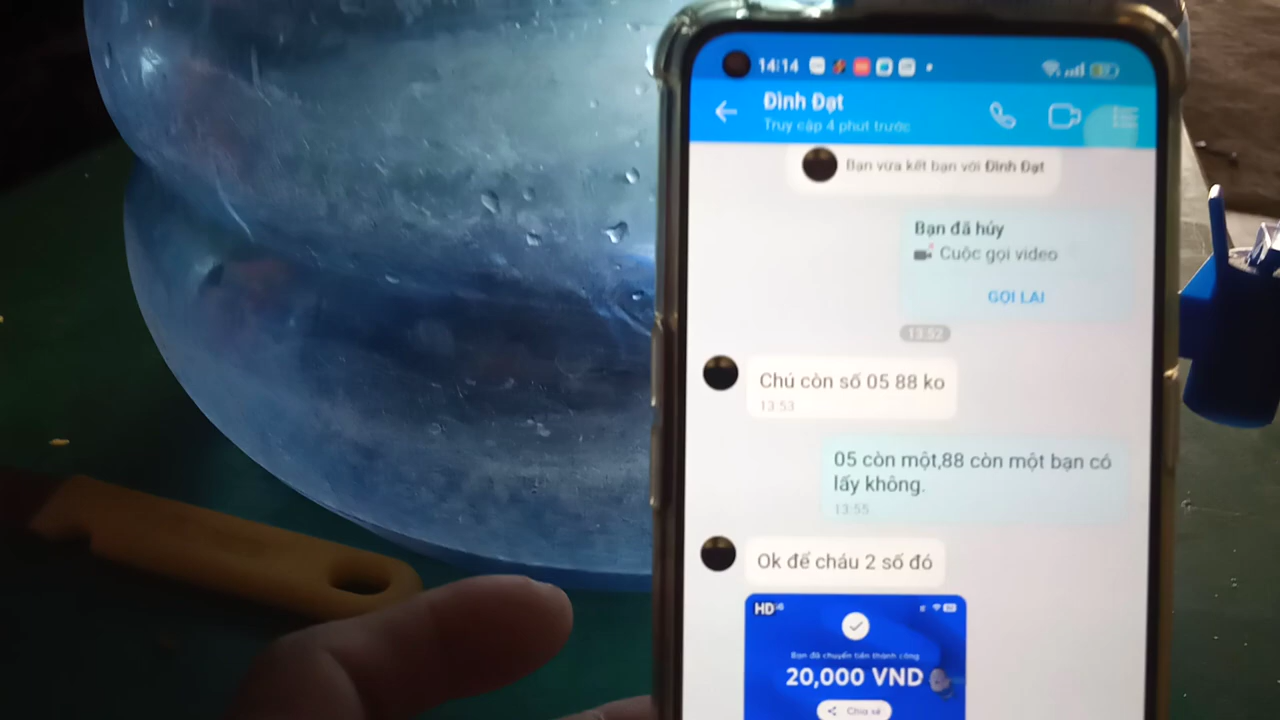 14:14
Đình Đạt
Truy cập 4 phút trước
Bạn vừa kết bạn với Đình Đạt
Bạn đã hủy
Cuộc gọi video
GỌI LẠI
13:52
Chú còn số 05 88 ko
13:53
05 còn một,88 còn một bạn có
lấy không.
13:55
Ok để cháu 2 số đó
HD
Bạn đã chuyển tiền thành công
20,000 VND
Chia sẻ